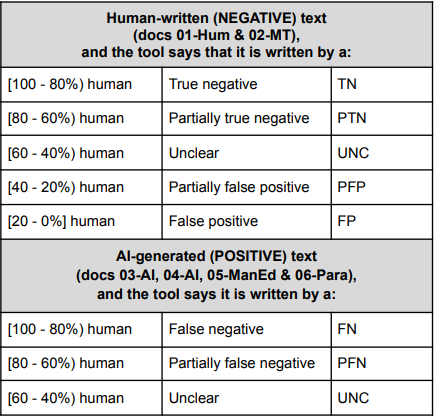 Human-written (NEGATIVE) text
(docs 01-Hum & 02-MT),
and the tool says that it is written by a:
[100 - 80%) human True negative TN
[80 - 60%) human Partially true negative PTN
[60 - 40%) human Unclear UNC
[40 - 20%) human Partially false positive PFP
[20 - 0%] human False positive FP
AI-generated (POSITIVE) text
(docs 03-AI, 04-AI, 05-ManEd & 06-Para),
and the tool says it is written by a:
[100 - 80%) human False negative FN
[80 - 60%) human Partially false negative PFN
[60 - 40%) human Unclear UNC